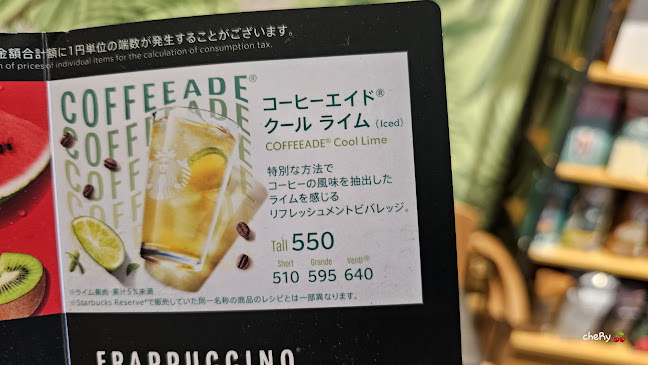 金額合計額に1円単位の端数が発生することがございます。
n of prices of individual items for the calculation of consumption tax.
COFFEEADE®
コーヒーエイド®
クール ライム (Iced)
COFFEEADE® Cool Lime
特別な方法で
コーヒーの風味を抽出した
ライムを感じる
リフレッシュメントビバレッジ。
Tall 550
Short Grande Venti®
510 595 640
※ライム果肉・果汁5%未満
※Starbucks Reserve®で販売していた同一名称の商品のレシピとは一部異なります。
FRAPPUCCINO®
cheRy